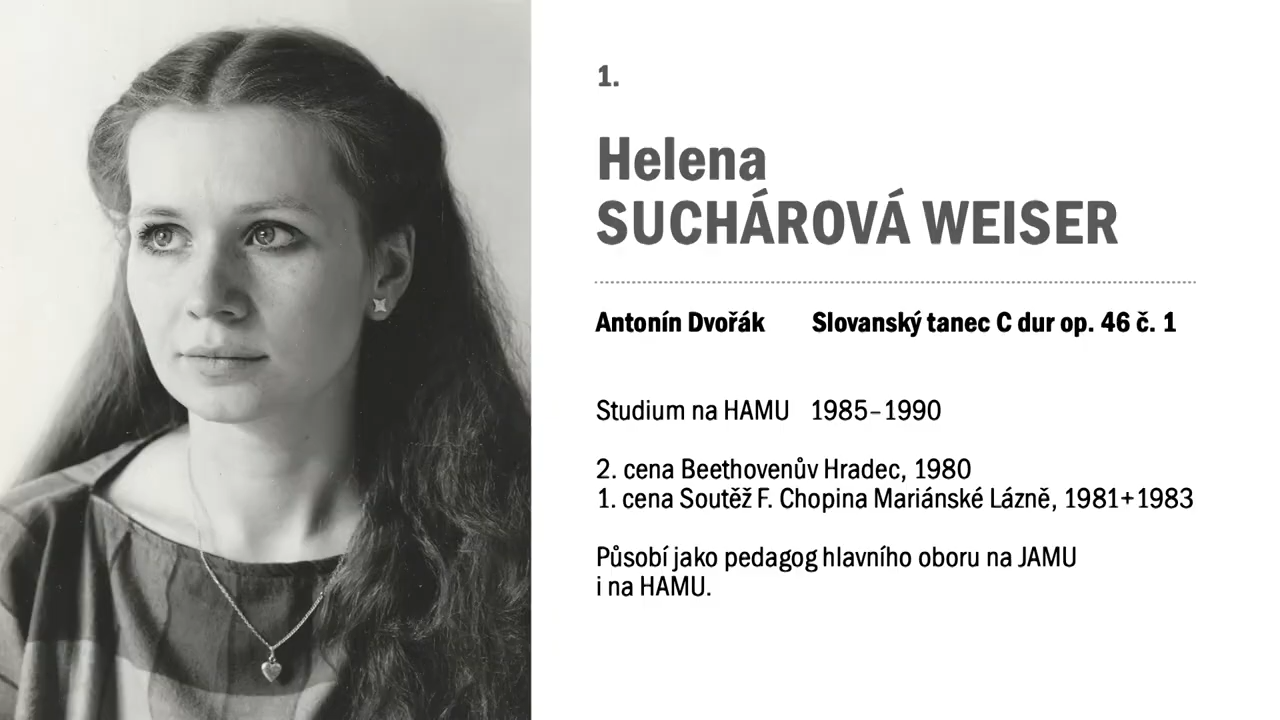 1.
Helena
SUCHÁROVÁ WEISER
Antonín Dvořák Slovanský tanec C dur op. 46 č. 1
Studium na HAMU 1985–1990
2. cena Beethovenův Hradec, 1980
1. cena Soutěž F. Chopina Mariánské Lázně, 1981+1983
Působí jako pedagog hlavního oboru na JAMU
i na HAMU.